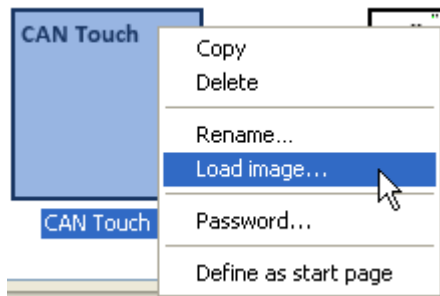 CAN Touch
Copy
Delete
Rename...
Load image...
CAN Touch
Password...
Define as start page